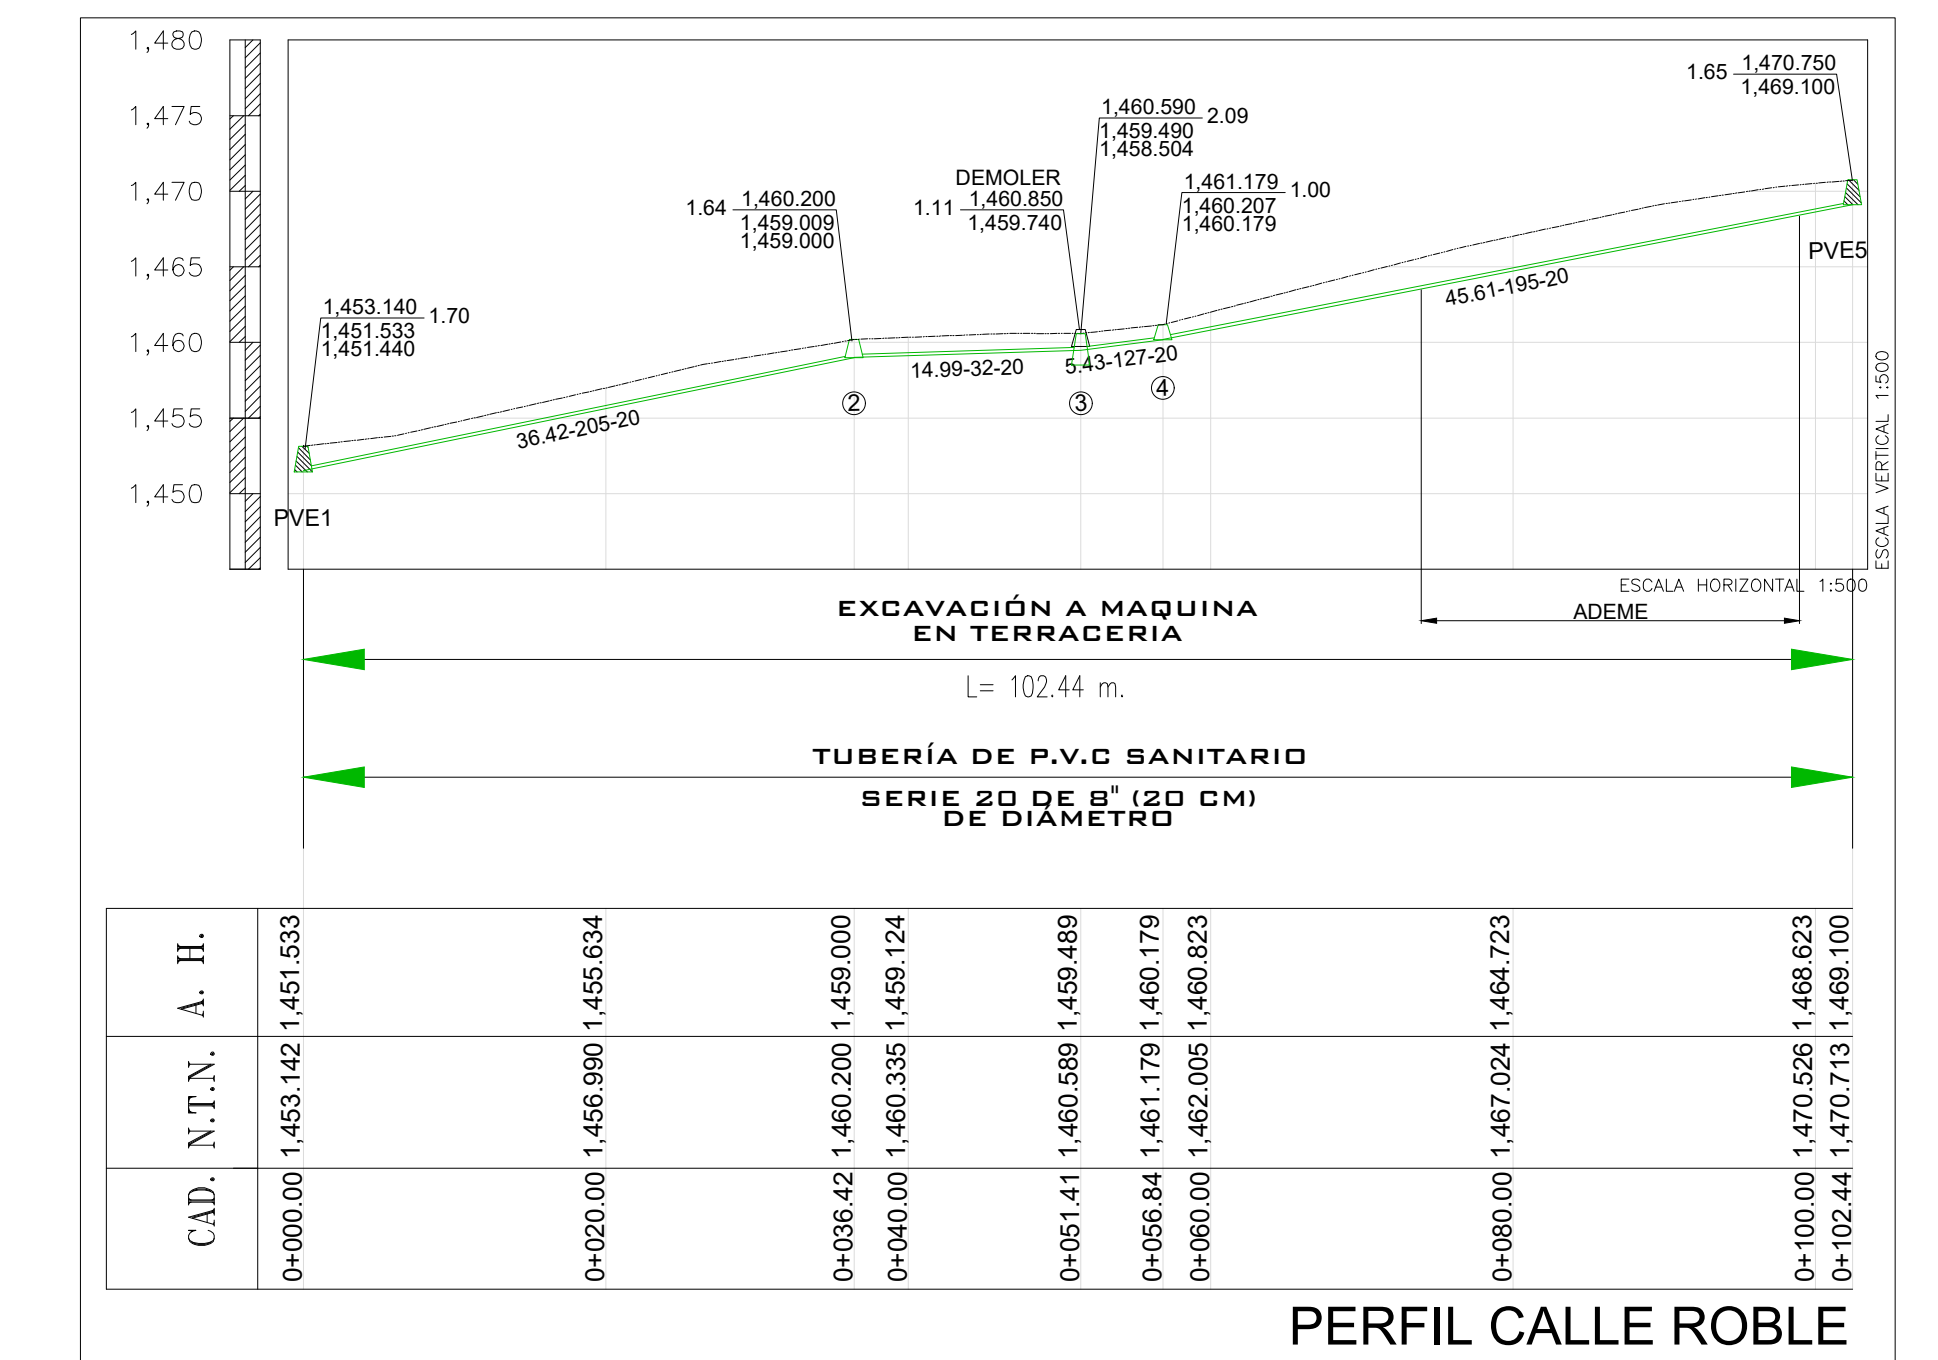 1,480
1,475
1,470
1,465
1,460
1,455
1,450
1,453.140
1.70
1,451.533
1,451.440
PVE1
36.42-205-20
1.64
1,460.200
1,459.009
1,459.000
2
14.99-32-20
DEMOLER
1.11
1,460.850
1,459.740
1,460.590
2.09
1,459.490
1,458.504
3
5.43-127-20
1,461.179
1.00
1,460.207
1,460.179
4
45.61-195-20
1.65
1,470.750
1,469.100
PVE5
ESCALA VERTICAL 1:500
ESCALA HORIZONTAL 1:500
ADEME
EXCAVACIÓN A MAQUINA
EN TERRACERIA
L= 102.44 m.
TUBERÍA DE P.V.C SANITARIO
SERIE 20 DE 8" (20 CM)
DE DIÁMETRO
A. H. 1,451.533 1,455.634 1,459.000 1,459.124 1,459.489 1,460.179 1,460.823 1,464.723 1,468.623 1,469.100
N.T.N. 1,453.142 1,456.990 1,460.200 1,460.335 1,460.589 1,461.179 1,462.005 1,467.024 1,470.526 1,470.713
CAD. 0+000.00 0+020.00 0+036.42 0+040.00 0+051.41 0+056.84 0+060.00 0+080.00 0+100.00 0+102.44
PERFIL CALLE ROBLE